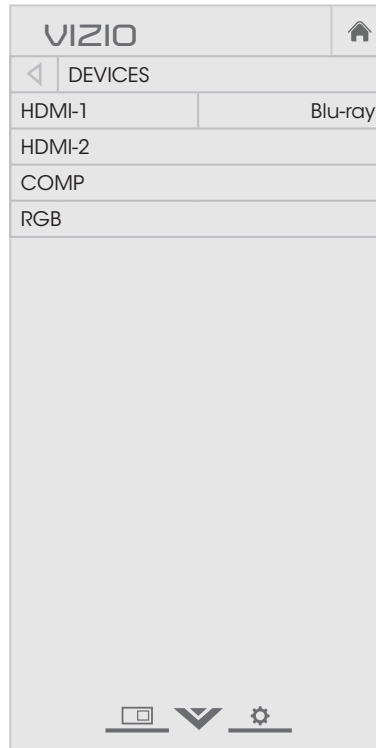 VIZIO
DEVICES
HDMI-1 Blu-ray
HDMI-2
COMP
RGB